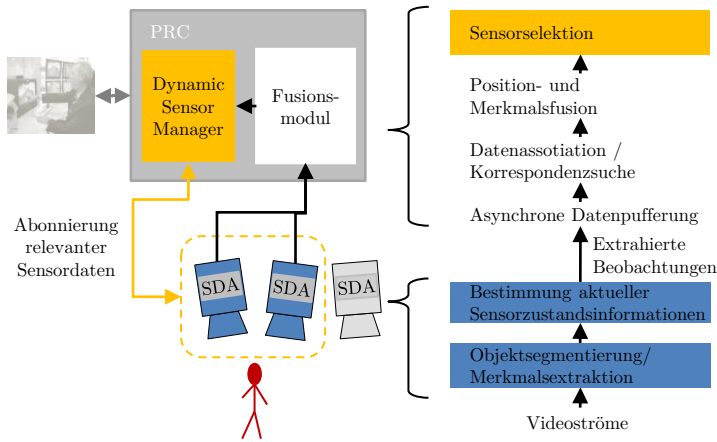 PRC
Dynamic
Sensor
Manager
Fusions-
modul
Abonnierung
relevanter
Sensordaten
SDA
SDA
SDA
Sensorselektion
Position- und
Merkmalsfusion
Datenassotiation /
Korrespondenzsuche
Asynchrone Datenpufferung
Extrahierte
Beobachtungen
Bestimmung aktueller
Sensorzustandsinformationen
Objektsegmentierung/
Merkmalsextraktion
Videoströme